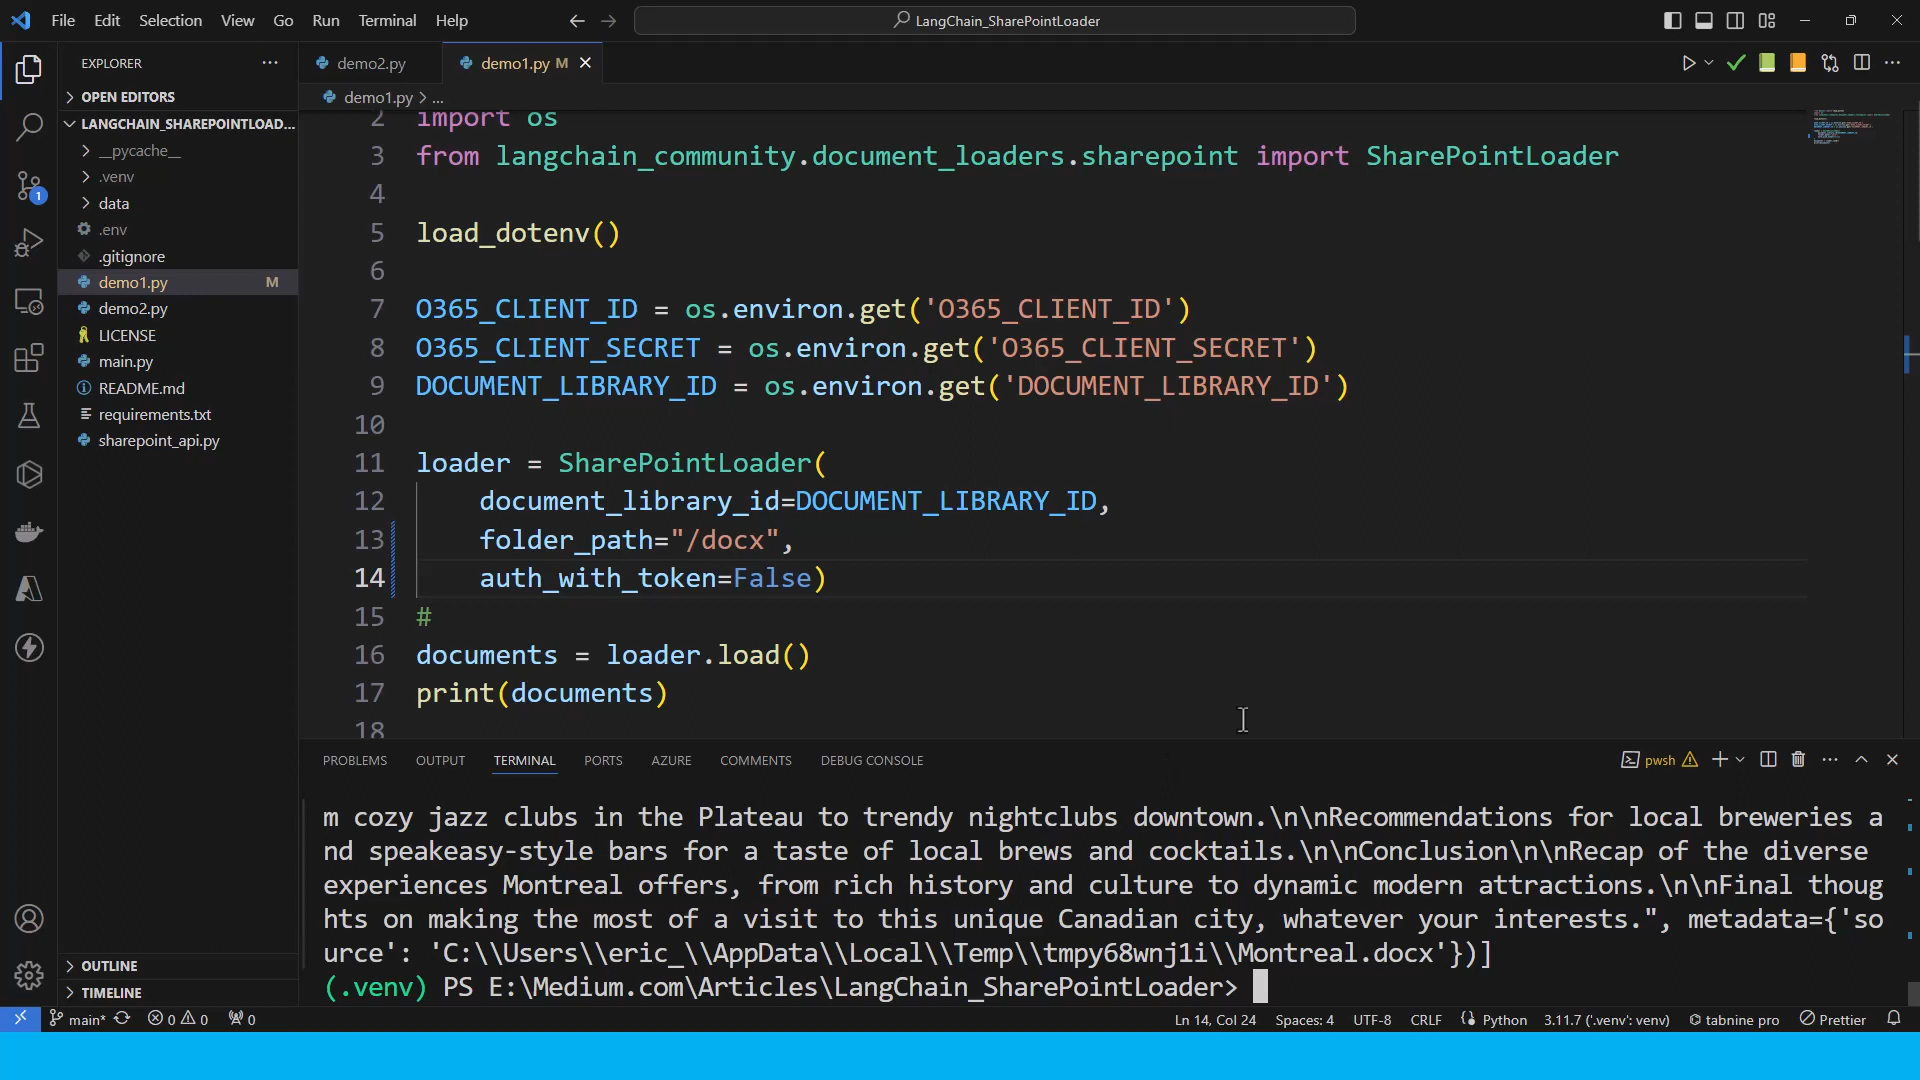 File Edit Selection View Go Run Terminal Help
LangChain_SharePointLoader
EXPLORER
demo2.py
demo1.py M
OPEN EDITORS
demo1.py > ...
LANGCHAIN_SHAREPOINTLOAD...
__pycache__
.venv
data
.env
.gitignore
demo1.py M
demo2.py
LICENSE
main.py
README.md
requirements.txt
sharepoint_api.py
OUTLINE
TIMELINE
1
2 import os
3 from langchain_community.document_loaders.sharepoint import SharePointLoader
4
5 load_dotenv()
6
7 O365_CLIENT_ID = os.environ.get('O365_CLIENT_ID')
8 O365_CLIENT_SECRET = os.environ.get('O365_CLIENT_SECRET')
9 DOCUMENT_LIBRARY_ID = os.environ.get('DOCUMENT_LIBRARY_ID')
10
11 loader = SharePointLoader(
12 document_library_id=DOCUMENT_LIBRARY_ID,
13 folder_path="/docx",
14 auth_with_token=False)
15 #
16 documents = loader.load()
17 print(documents)
18
PROBLEMS OUTPUT TERMINAL PORTS AZURE COMMENTS DEBUG CONSOLE
pwsh
m cozy jazz clubs in the Plateau to trendy nightclubs downtown.\n\nRecommendations for local breweries a
nd speakeasy-style bars for a taste of local brews and cocktails.\n\nConclusion\n\nRecap of the diverse
experiences Montreal offers, from rich history and culture to dynamic modern attractions.\n\nFinal thoug
hts on making the most of a visit to this unique Canadian city, whatever your interests.", metadata={'so
urce': 'C:\\Users\\eric_\\AppData\\Local\\Temp\\tmpy68wnj1i\\Montreal.docx'})]
(.venv) PS E:\Medium.com\Articles\LangChain_SharePointLoader>
main* 0 0 0 Ln 14, Col 24 Spaces: 4 UTF-8 CRLF Python 3.11.7 ('.venv': venv) tabnine pro Prettier